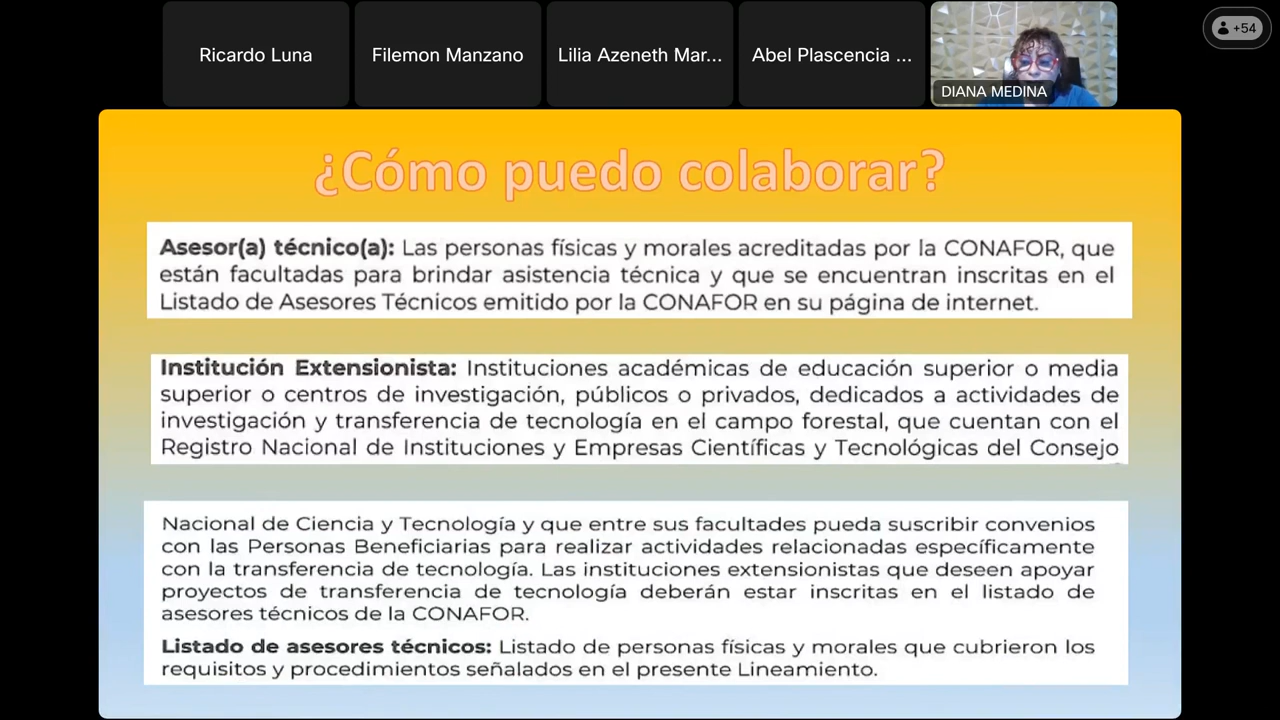 Ricardo Luna
Filemon Manzano
Lilia Azeneth Mar...
Abel Plascencia ...
DIANA MEDINA
+54
¿Cómo puedo colaborar?
Asesor(a) técnico(a): Las personas físicas y morales acreditadas por la CONAFOR, que
están facultadas para brindar asistencia técnica y que se encuentran inscritas en el
Listado de Asesores Técnicos emitido por la CONAFOR en su página de internet.
Institución Extensionista: Instituciones académicas de educación superior o media
superior o centros de investigación, públicos o privados, dedicados a actividades de
investigación y transferencia de tecnología en el campo forestal, que cuentan con el
Registro Nacional de Instituciones y Empresas Científicas y Tecnológicas del Consejo
Nacional de Ciencia y Tecnología y que entre sus facultades pueda suscribir convenios
con las Personas Beneficiarias para realizar actividades relacionadas específicamente
con la transferencia de tecnología. Las instituciones extensionistas que deseen apoyar
proyectos de transferencia de tecnología deberán estar inscritas en el listado de
asesores técnicos de la CONAFOR.
Listado de asesores técnicos: Listado de personas físicas y morales que cubrieron los
requisitos y procedimientos señalados en el presente Lineamiento.